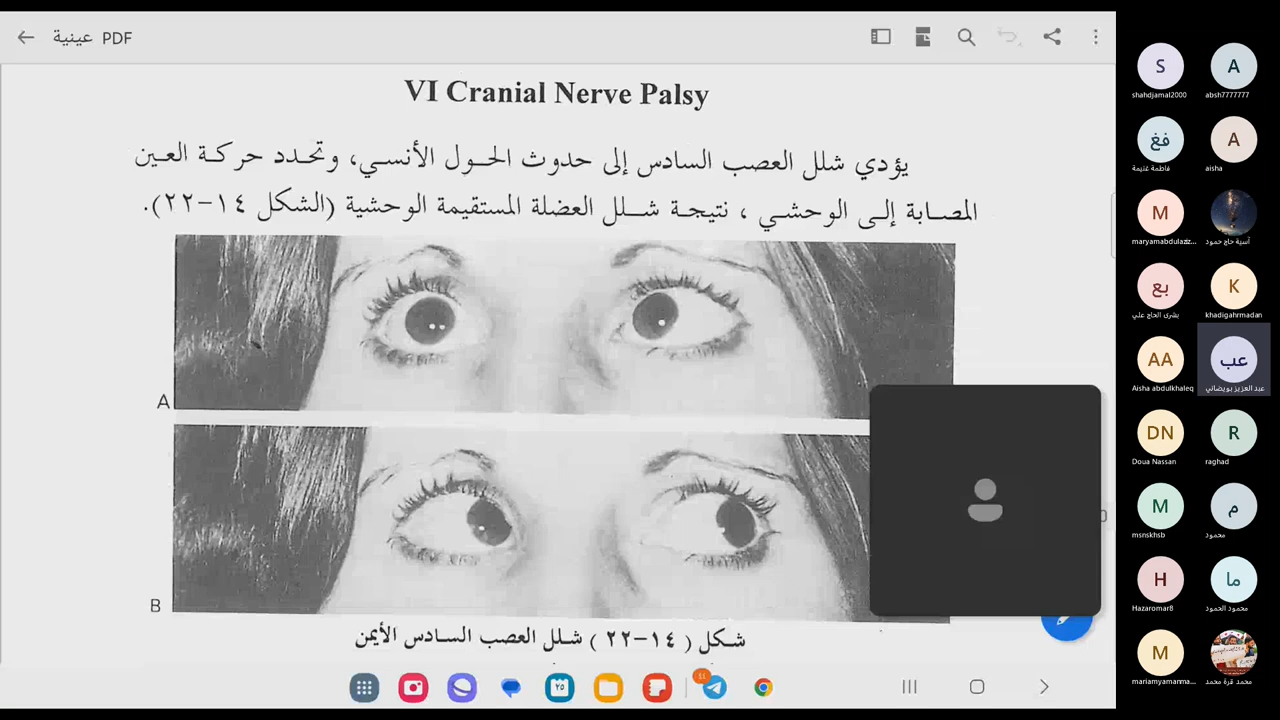 عينية PDF
VI Cranial Nerve Palsy
يؤدي شلل العصب السادس إلى حدوث الحول الأنسي، وتحدد حركة العين
المصابة إلى الوحشي ، نتيجة شلل العضلة المستقيمة الوحشية (الشكل ١٤-٢٢).
A
B
شكل ( ١٤-٢٢ ) شلل العصب السادس الأيمن
٢٥
11
S
A
shahdjamal2000
absh7777777
فغ
A
فاطمة غنيمة
aisha
M
maryamabdulaziz...
آسية حاج حمود
بع
K
بشرى الحاج علي
khadigahrmadan
AA
عب
Aisha abdulkhaleq
عبد العزيز بويضاني
DN
R
Doua Nassan
raghad
M
م
msnskhsb
محمود
H
ما
Hazaromar8
محمود الحمود
M
mariamyamanma...
محمد قرة محمد